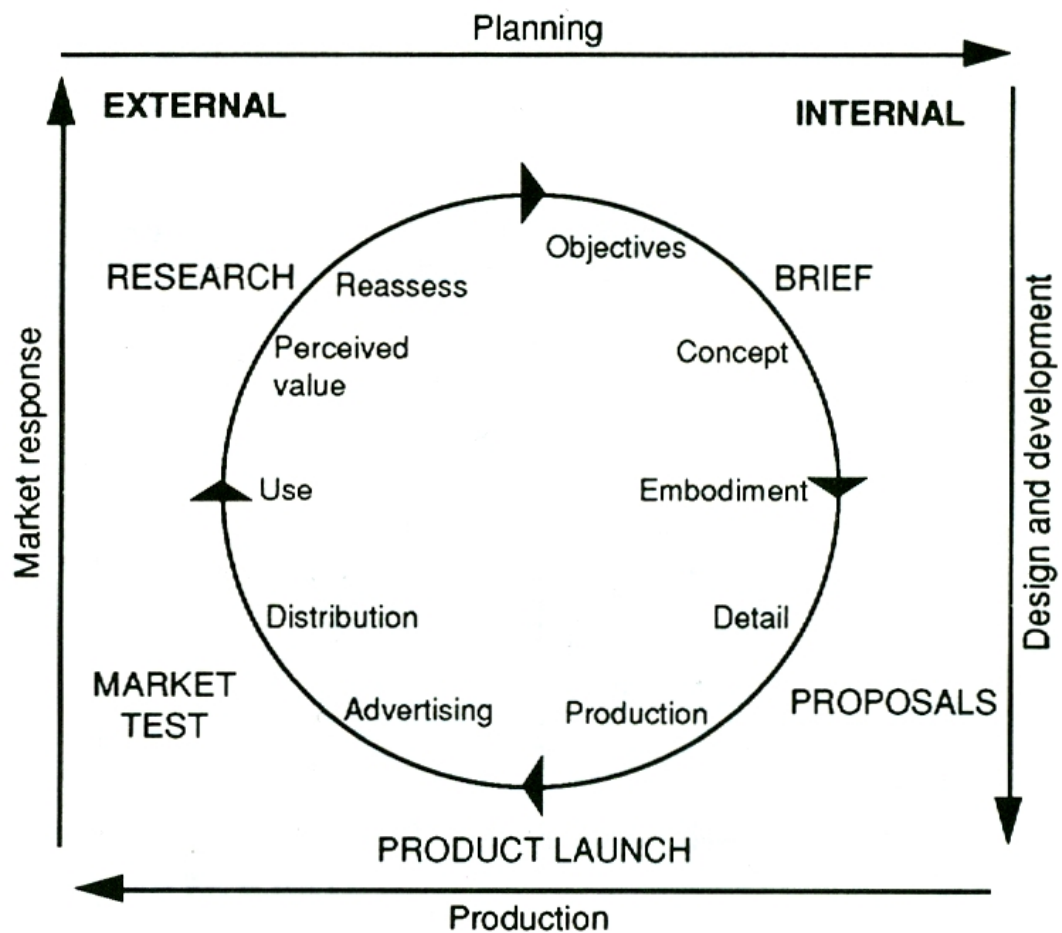 Planning
EXTERNAL
INTERNAL
Objectives
RESEARCH
Reassess
BRIEF
Perceived
value
Concept
Market response
Design and development
Use
Embodiment
Distribution
Detail
MARKET
TEST
Advertising
Production
PROPOSALS
PRODUCT LAUNCH
Production